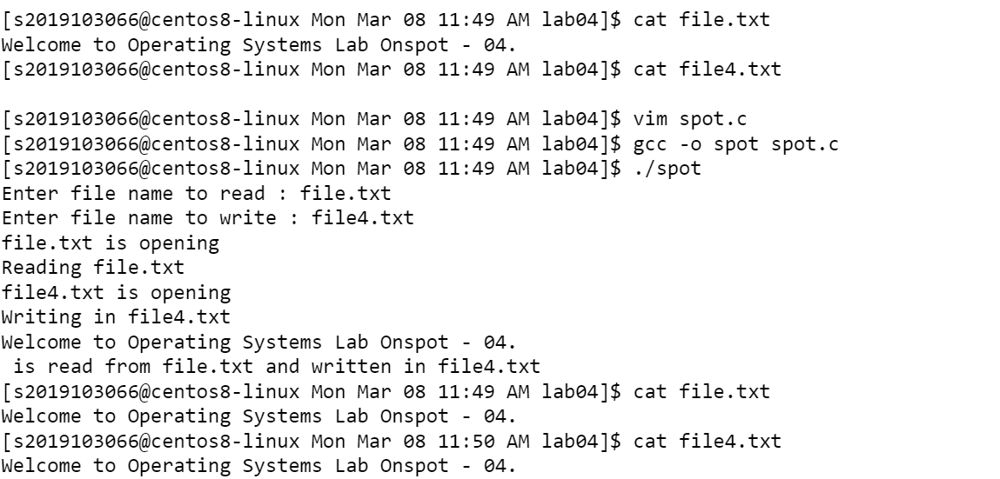 [s2019103066@centos8-linux Mon Mar 08 11:49 AM lab04]$ cat file.txt
Welcome to Operating Systems Lab Onspot - 04.
[s2019103066@centos8-linux Mon Mar 08 11:49 AM lab04]$ cat file4.txt

[s2019103066@centos8-linux Mon Mar 08 11:49 AM lab04]$ vim spot.c
[s2019103066@centos8-linux Mon Mar 08 11:49 AM lab04]$ gcc -o spot spot.c
[s2019103066@centos8-linux Mon Mar 08 11:49 AM lab04]$ ./spot
Enter file name to read : file.txt
Enter file name to write : file4.txt
file.txt is opening
Reading file.txt
file4.txt is opening
Writing in file4.txt
Welcome to Operating Systems Lab Onspot - 04.
 is read from file.txt and written in file4.txt
[s2019103066@centos8-linux Mon Mar 08 11:49 AM lab04]$ cat file.txt
Welcome to Operating Systems Lab Onspot - 04.
[s2019103066@centos8-linux Mon Mar 08 11:50 AM lab04]$ cat file4.txt
Welcome to Operating Systems Lab Onspot - 04.